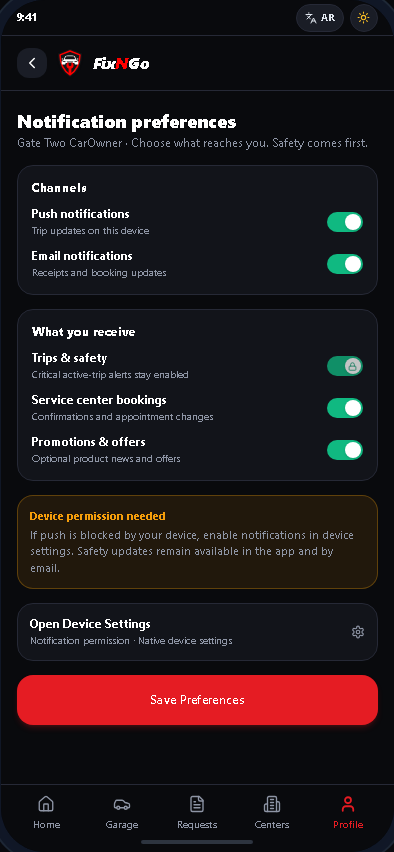 9:41
AR
FixNGo
Notification preferences
Gate Two CarOwner · Choose what reaches you. Safety comes first.
Channels
Push notifications
Trip updates on this device
Email notifications
Receipts and booking updates
What you receive
Trips & safety
Critical active-trip alerts stay enabled
Service center bookings
Confirmations and appointment changes
Promotions & offers
Optional product news and offers
Device permission needed
If push is blocked by your device, enable notifications in device
settings. Safety updates remain available in the app and by
email.
Open Device Settings
Notification permission · Native device settings
Save Preferences
Home
Garage
Requests
Centers
Profile